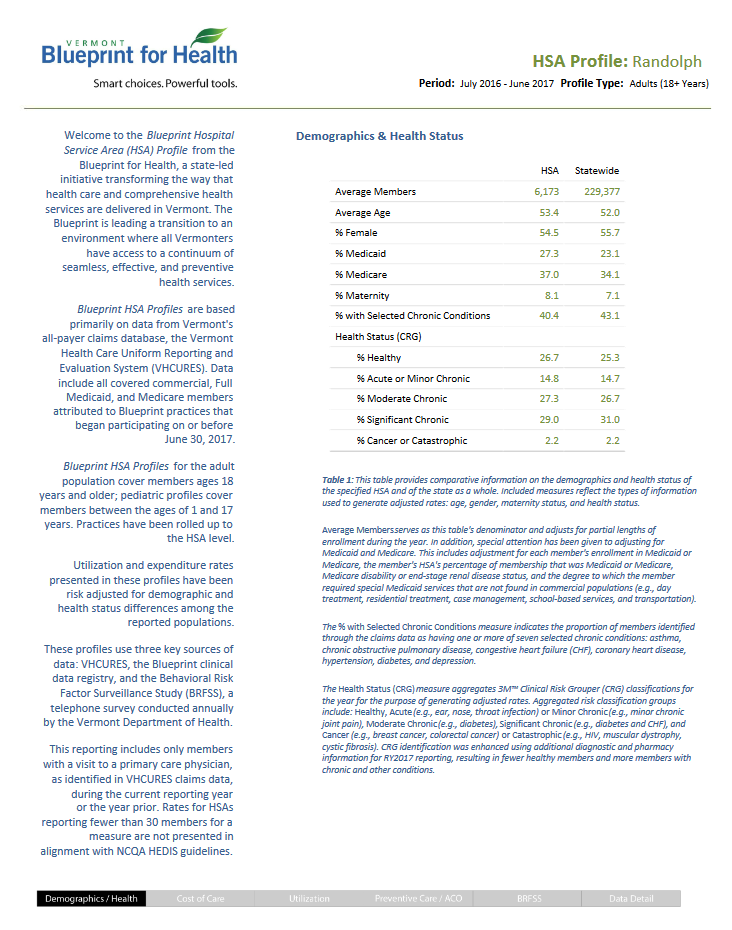 VERMONT
Blueprint for Health
Smart choices. Powerful tools.
HSA Profile: Randolph
Period: July 2016 - June 2017 Profile Type: Adults (18+ Years)
Welcome to the Blueprint Hospital
Service Area (HSA) Profile from the
Blueprint for Health, a state-led
initiative transforming the way that
health care and comprehensive health
services are delivered in Vermont. The
Blueprint is leading a transition to an
environment where all Vermonters
have access to a continuum of
seamless, effective, and preventive
health services.
Blueprint HSA Profiles are based
primarily on data from Vermont's
all-payer claims database, the Vermont
Health Care Uniform Reporting and
Evaluation System (VHCURES). Data
include all covered commercial, Full
Medicaid, and Medicare members
attributed to Blueprint practices that
began participating on or before
June 30, 2017.
Blueprint HSA Profiles for the adult
population cover members ages 18
years and older; pediatric profiles cover
members between the ages of 1 and 17
years. Practices have been rolled up to
the HSA level.
Utilization and expenditure rates
presented in these profiles have been
risk adjusted for demographic and
health status differences among the
reported populations.
These profiles use three key sources of
data: VHCURES, the Blueprint clinical
data registry, and the Behavioral Risk
Factor Surveillance Study (BRFSS), a
telephone survey conducted annually
by the Vermont Department of Health.
This reporting includes only members
with a visit to a primary care physician,
as identified in VHCURES claims data,
during the current reporting year
or the year prior. Rates for HSAs
reporting fewer than 30 members for a
measure are not presented in
alignment with NCQA HEDIS guidelines.
Demographics & Health Status
HSA Statewide
Average Members 6,173 229,377
Average Age 53.4 52.0
% Female 54.5 55.7
% Medicaid 27.3 23.1
% Medicare 37.0 34.1
% Maternity 8.1 7.1
% with Selected Chronic Conditions 40.4 43.1
Health Status (CRG)
% Healthy 26.7 25.3
% Acute or Minor Chronic 14.8 14.7
% Moderate Chronic 27.3 26.7
% Significant Chronic 29.0 31.0
% Cancer or Catastrophic 2.2 2.2
Table 1: This table provides comparative information on the demographics and health status of
the specified HSA and of the state as a whole. Included measures reflect the types of information
used to generate adjusted rates: age, gender, maternity status, and health status.
Average Members serves as this table's denominator and adjusts for partial lengths of
enrollment during the year. In addition, special attention has been given to adjusting for
Medicaid and Medicare. This includes adjustment for each member's enrollment in Medicaid or
Medicare, the member's HSA's percentage of membership that was Medicaid or Medicare,
Medicare disability or end-stage renal disease status, and the degree to which the member
required special Medicaid services that are not found in commercial populations (e.g., day
treatment, residential treatment, case management, school-based services, and transportation).
The % with Selected Chronic Conditions measure indicates the proportion of members identified
through the claims data as having one or more of seven selected chronic conditions: asthma,
chronic obstructive pulmonary disease, congestive heart failure (CHF), coronary heart disease,
hypertension, diabetes, and depression.
The Health Status (CRG) measure aggregates 3M™ Clinical Risk Grouper (CRG) classifications for
the year for the purpose of generating adjusted rates. Aggregated risk classification groups
include: Healthy, Acute (e.g., ear, nose, throat infection) or Minor Chronic (e.g., minor chronic
joint pain), Moderate Chronic (e.g., diabetes), Significant Chronic (e.g., diabetes and CHF), and
Cancer (e.g., breast cancer, colorectal cancer) or Catastrophic (e.g., HIV, muscular dystrophy,
cystic fibrosis). CRG identification was enhanced using additional diagnostic and pharmacy
information for RY2017 reporting, resulting in fewer healthy members and more members with
chronic and other conditions.
Demographics / Health Cost of Care Utilization Preventive Care / ACO BRFSS Data Detail